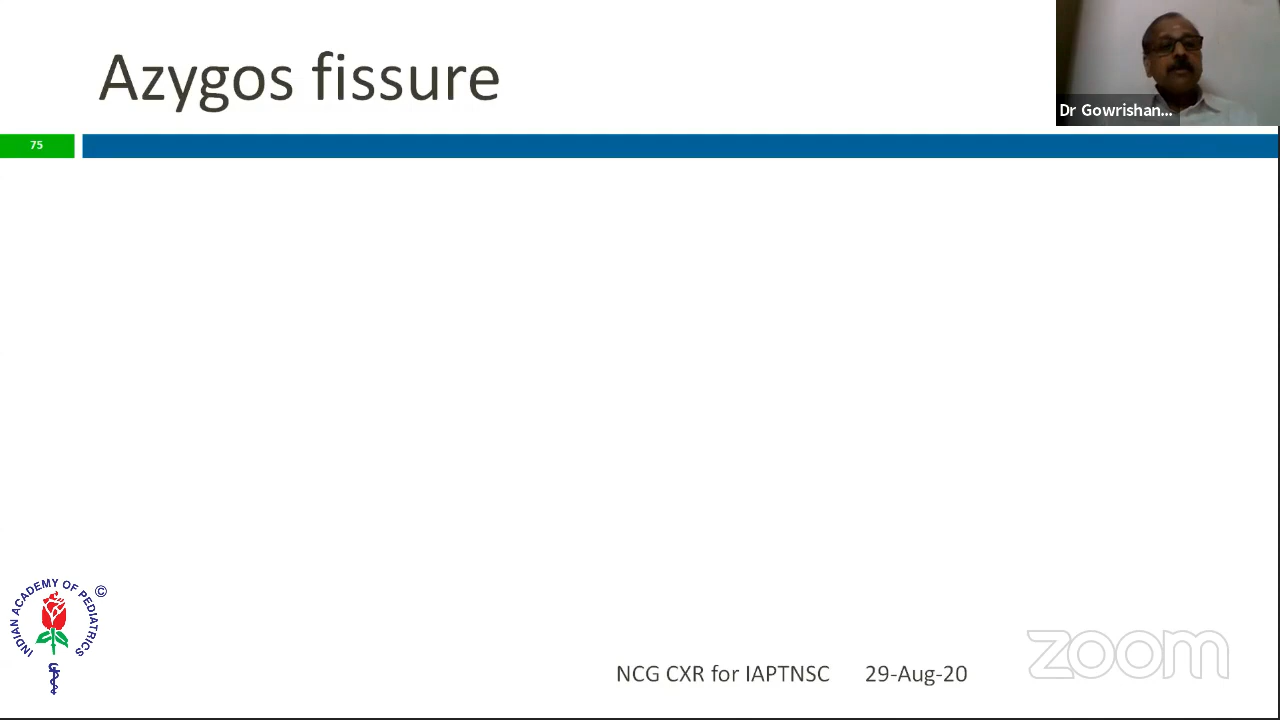 Azygos fissure
Dr Gowrishan...
75
INDIAN ACADEMY OF PEDIATRICS ©
NCG CXR for IAPTNSC 29-Aug-20
zoom